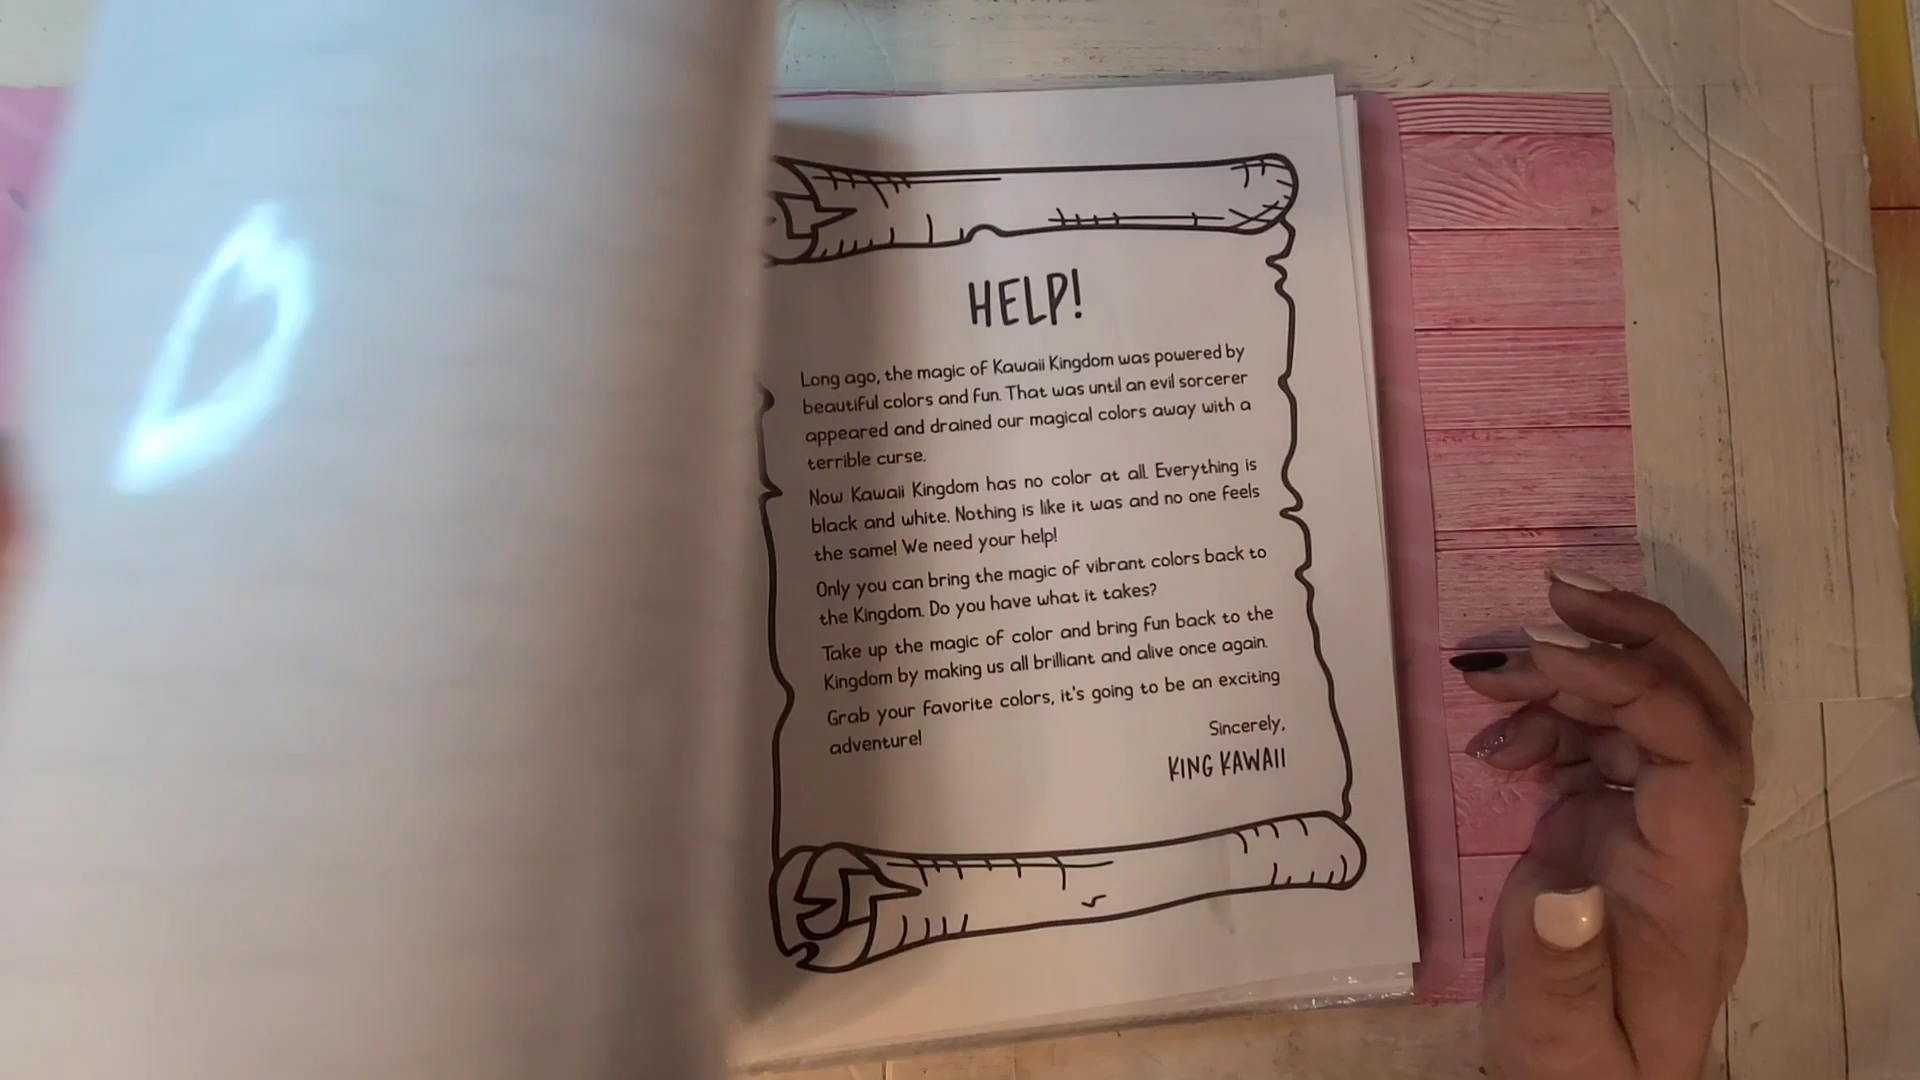 HELP!
Long ago, the magic of Kawaii Kingdom was powered by
beautiful colors and fun. That was until an evil sorcerer
appeared and drained our magical colors away with a
terrible curse.
Now Kawaii Kingdom has no color at all. Everything is
black and white. Nothing is like it was and no one feels
the same! We need your help!
Only you can bring the magic of vibrant colors back to
the Kingdom. Do you have what it takes?
Take up the magic of color and bring fun back to the
Kingdom by making us all brilliant and alive once again.
Grab your favorite colors, it's going to be an exciting
adventure!
Sincerely,
KING KAWAII